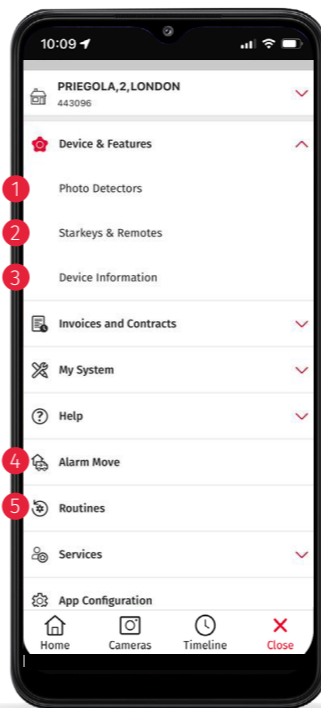 10:09
PRIEGOLA,2,LONDON
443096
Device & Features
1 Photo Detectors
2 Starkeys & Remotes
3 Device Information
Invoices and Contracts
My System
Help
4 Alarm Move
5 Routines
Services
App Configuration
Home Cameras Timeline Close